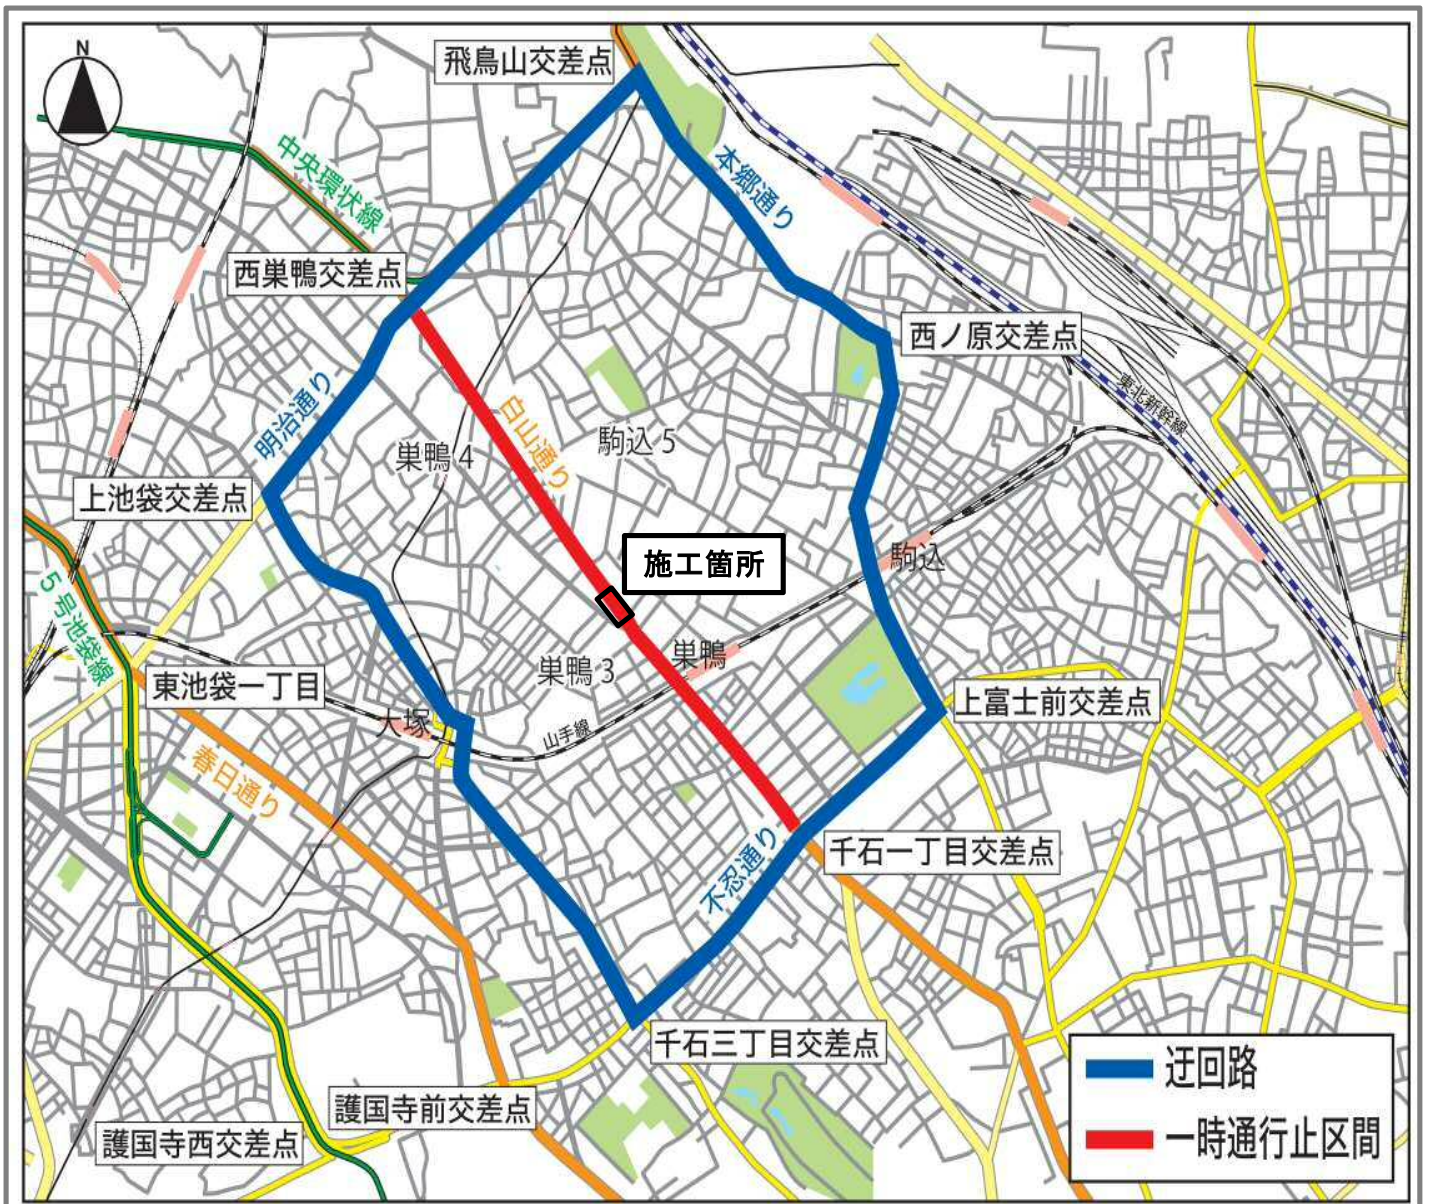 N
飛鳥山交差点
中央環状線
本郷通り
西巣鴨交差点
西ノ原交差点
明治通り
白山通り
東北新幹線
巣鴨 4
駒込 5
上池袋交差点
施工箇所
駒込
5号池袋線
巣鴨 3
巣鴨
東池袋一丁目
上富士前交差点
大塚
山手線
春日通り
不忍通り
千石一丁目交差点
千石三丁目交差点
護国寺前交差点
護国寺西交差点
迂回路
一時通行止区間